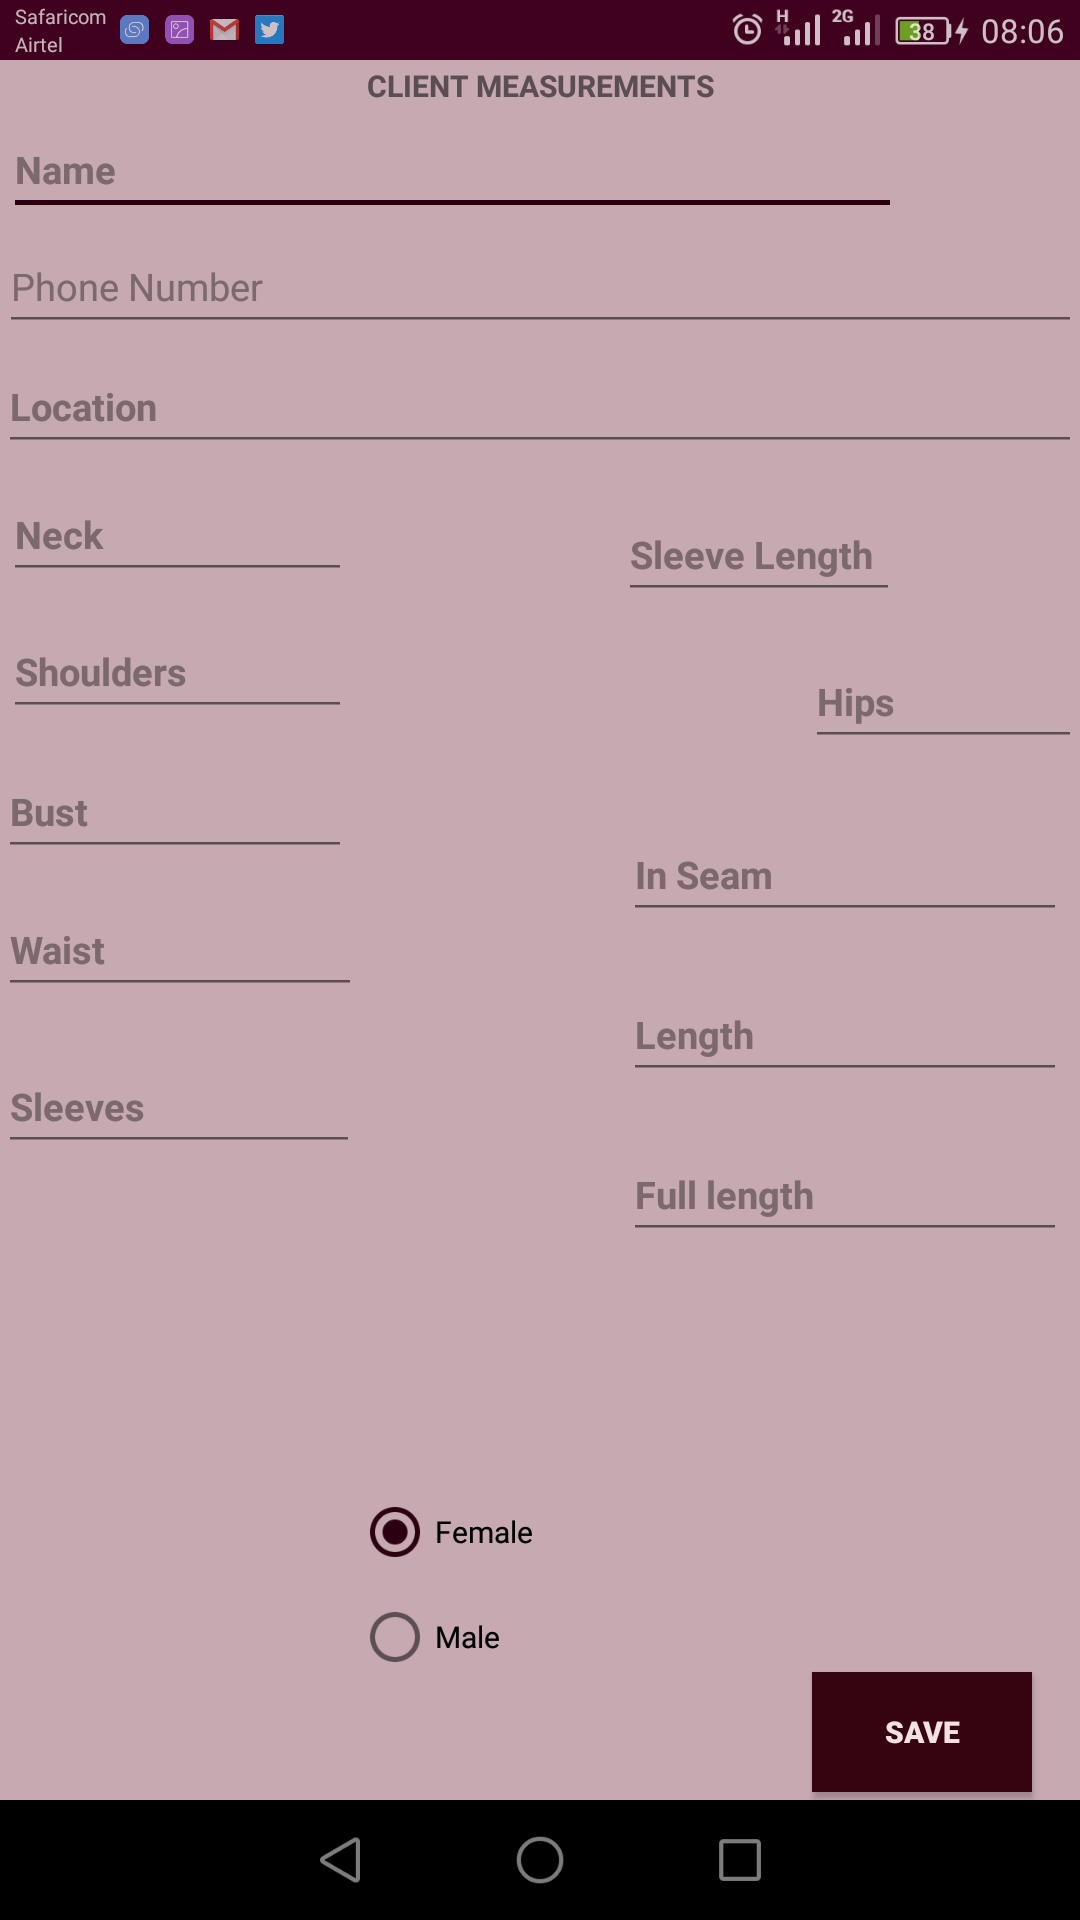 Safaricom
Airtel
H
2G
38
08:06
CLIENT MEASUREMENTS
Name
Phone Number
Location
Neck
Sleeve Length
Shoulders
Hips
Bust
In Seam
Waist
Length
Sleeves
Full length
Female
Male
SAVE